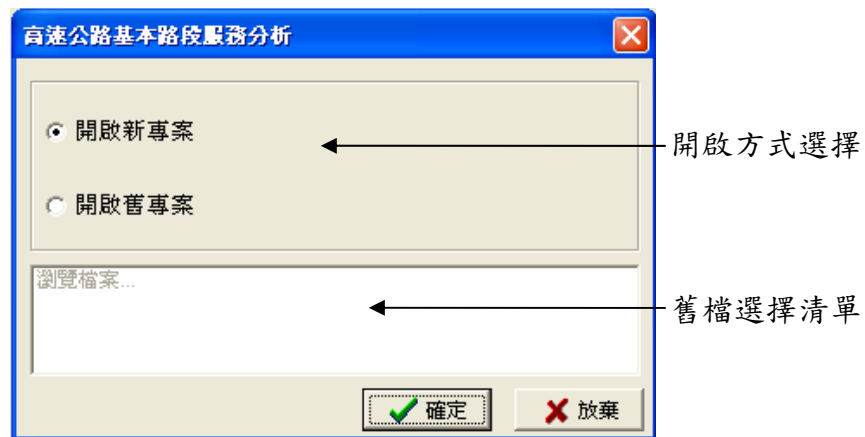 高速公路基本路段服務分析
開啟新專案
開啟方式選擇
開啟舊專案
瀏覽檔案...
舊檔選擇清單
確定
放棄